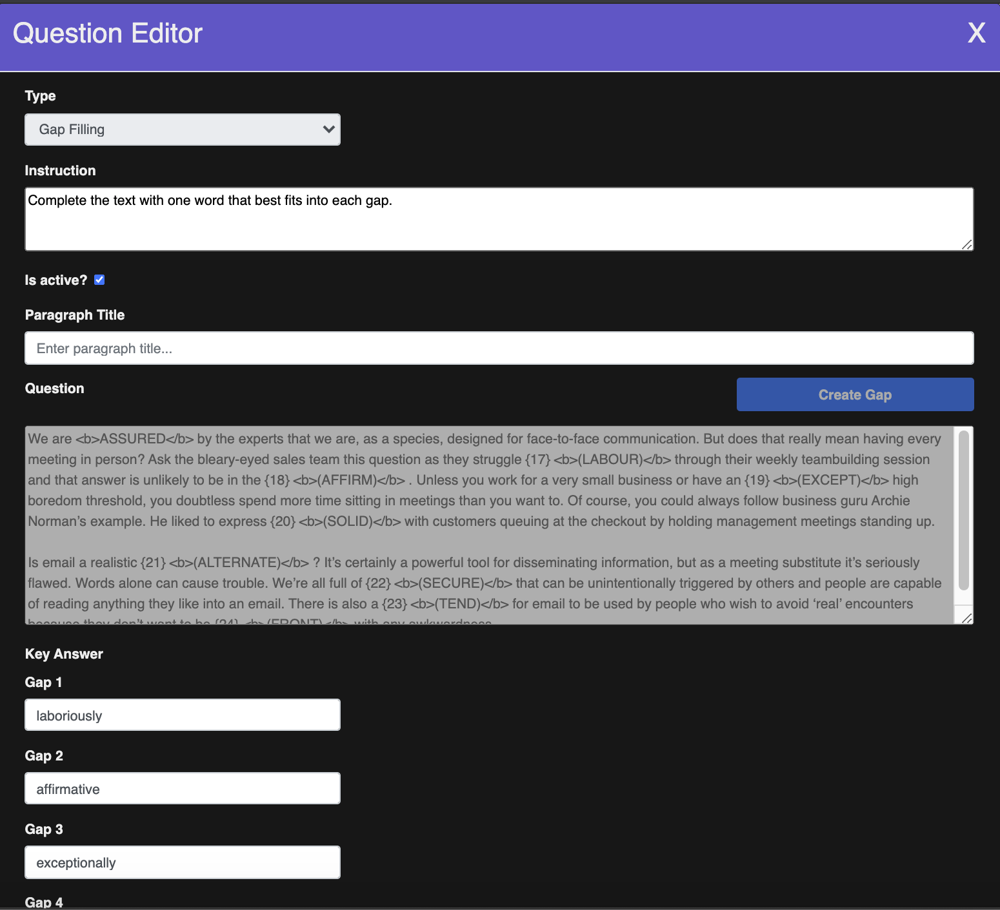 Question Editor
X
Type
Gap Filling
Instruction
Complete the text with one word that best fits into each gap.
Is active?
Paragraph Title
Enter paragraph title...
Question
Create Gap
We are <b>ASSURED</b> by the experts that we are, as a species, designed for face-to-face communication. But does that really mean having every
meeting in person? Ask the bleary-eyed sales team this question as they struggle {17} <b>(LABOUR)</b> through their weekly teambuilding session
and that answer is unlikely to be in the {18} <b>(AFFIRM)</b> . Unless you work for a very small business or have an {19} <b>(EXCEPT)</b> high
boredom threshold, you doubtless spend more time sitting in meetings than you want to. Of course, you could always follow business guru Archie
Norman’s example. He liked to express {20} <b>(SOLID)</b> with customers queuing at the checkout by holding management meetings standing up.
Is email a realistic {21} <b>(ALTERNATE)</b> ? It’s certainly a powerful tool for disseminating information, but as a meeting substitute it’s seriously
flawed. Words alone can cause trouble. We’re all full of {22} <b>(SECURE)</b> that can be unintentionally triggered by others and people are capable
of reading anything they like into an email. There is also a {23} <b>(TEND)</b> for email to be used by people who wish to avoid ‘real’ encounters
because they don’t want to be {24} <b>(FRONT)</b> with any awkwardness
Key Answer
Gap 1
laboriously
Gap 2
affirmative
Gap 3
exceptionally
Gap 4